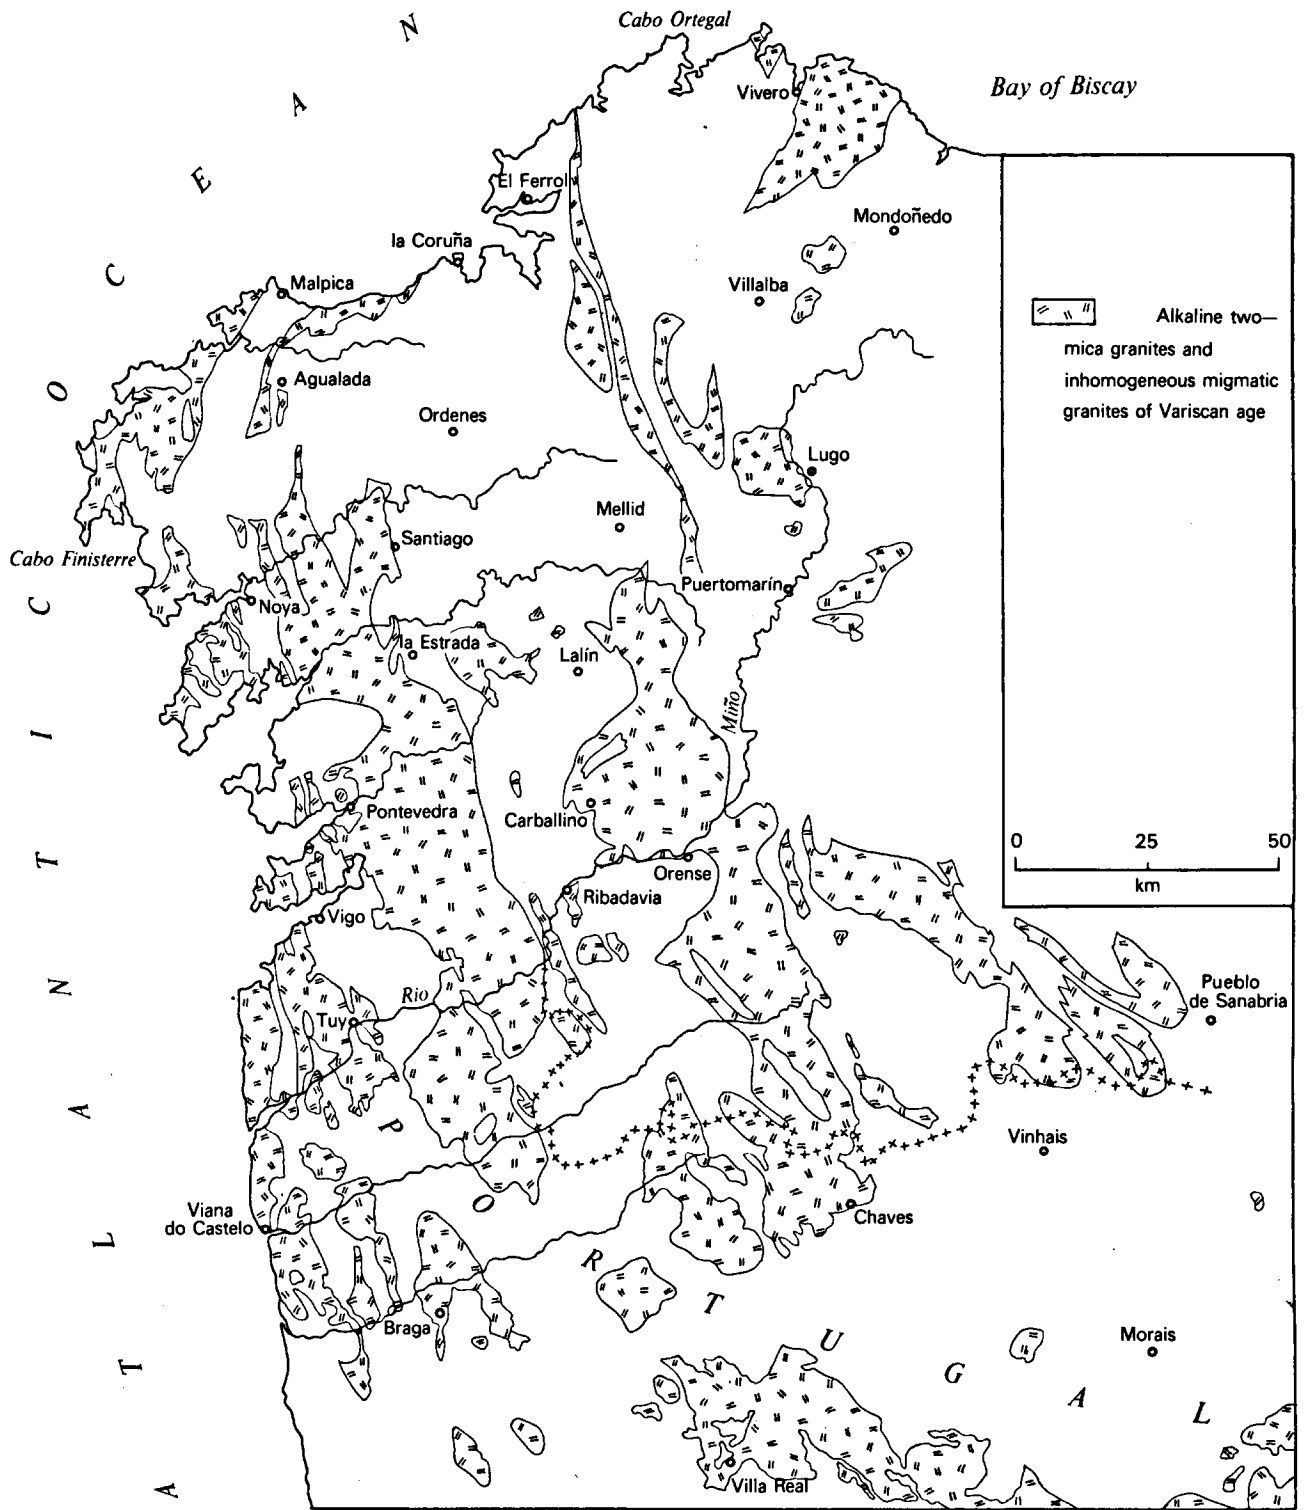 Cabo Ortegal
Bay of Biscay
Vivero
El Ferrol
Mondoñedo
la Coruña
Malpica
Villalba
Agualada
Ordenes
Lugo
Mellid
Santiago
Cabo Finisterre
Puertomarín
Noya
la Estrada
Lalín
Miño
Pontevedra
Carballino
Orense
Ribadavia
Vigo
Rio
Tuy
Pueblo
de Sanabria
Vinhais
Viana
do Castelo
Chaves
Braga
Morais
Villa Real
ATLANTIC OCEAN
PORTUGAL
Alkaline two—
mica granites and
inhomogeneous migmatic
granites of Variscan age
0 25 50
km